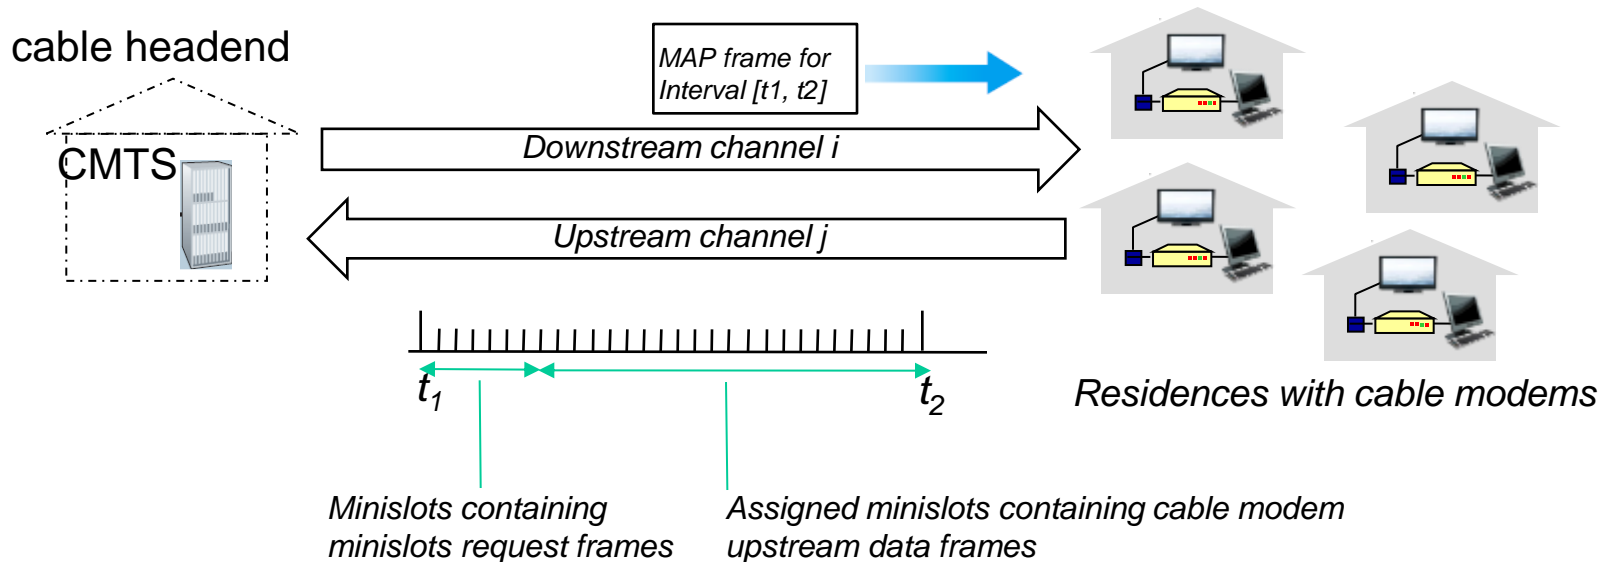 cable headend
MAP frame for
Interval [t1, t2]
CMTS
Downstream channel i
Upstream channel j
t1
t2
Residences with cable modems
Minislots containing
minislots request frames
Assigned minislots containing cable modem
upstream data frames